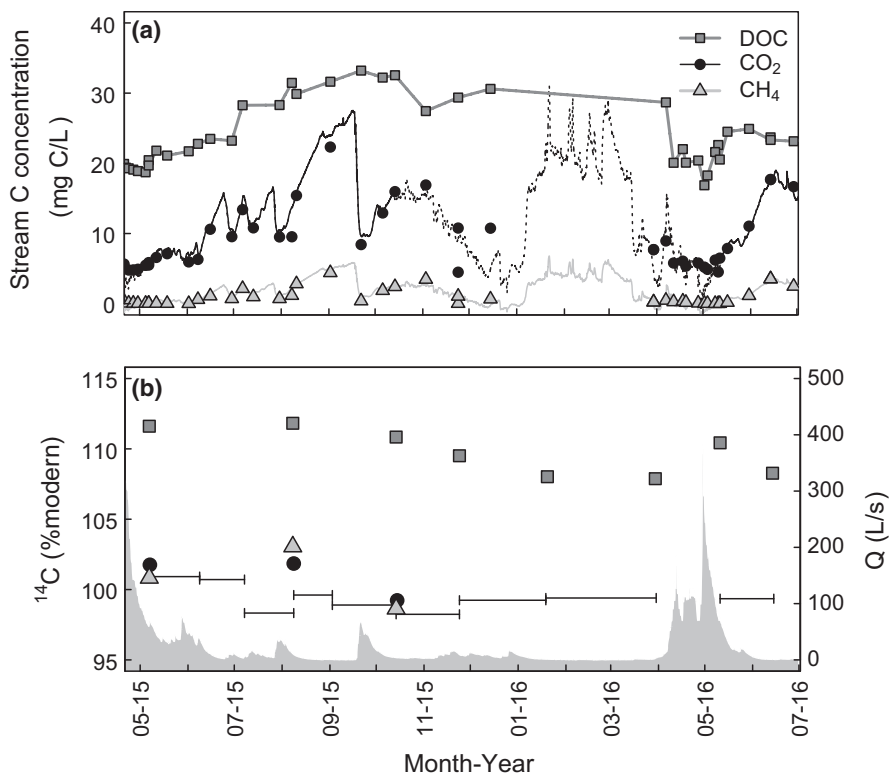 (a)
Stream C concentration
(mg C/L)
40
30
20
10
0
DOC
CO₂
CH₄
(b)
¹⁴C (%modern)
115
110
105
100
95
500
400
300
200
100
0
Q (L/s)
05-15
07-15
09-15
11-15
01-16
03-16
05-16
07-16
Month-Year